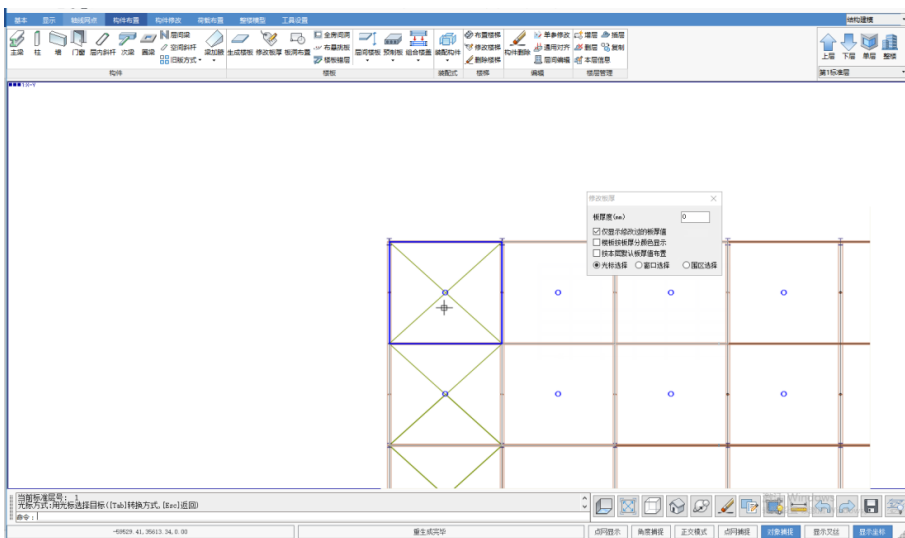 基本 显示 轴线网点 构件布置 构件修改 荷载布置 整楼模型 工具设置 结构建模
主梁 柱 墙 门窗 层内斜杆 次梁 圈梁
层间梁
空间斜杆
旧板方式
梁加腋 生成楼板 修改板厚 板洞布置
全房间洞
布悬挑板
楼板错层
层间楼板 预制板 组合楼盖 装配构件
布置楼梯
修改楼梯
删除楼梯
构件删除
单参修改
通用对齐
层间编辑
增层 插层
删层 复制
本层信息
上层 下层 单层 整楼
构件 楼板 装配式 楼梯 编辑 楼层管理 第1标准层
修改板厚
板厚度(mm) 0
仅显示修改过的板厚值
楼板按板厚分颜色显示
按本层默认板厚值布置
光标选择 窗口选择 围区选择
当前标准层号: 1
光标方式:用光标选择目标([Tab]转换方式,[Esc]返回)
命令:
-59529.41,35613.34,0.00 重生成完毕 点网显示 角度捕捉 正交模式 点网捕捉 对象捕捉 显示叉丝 显示坐标